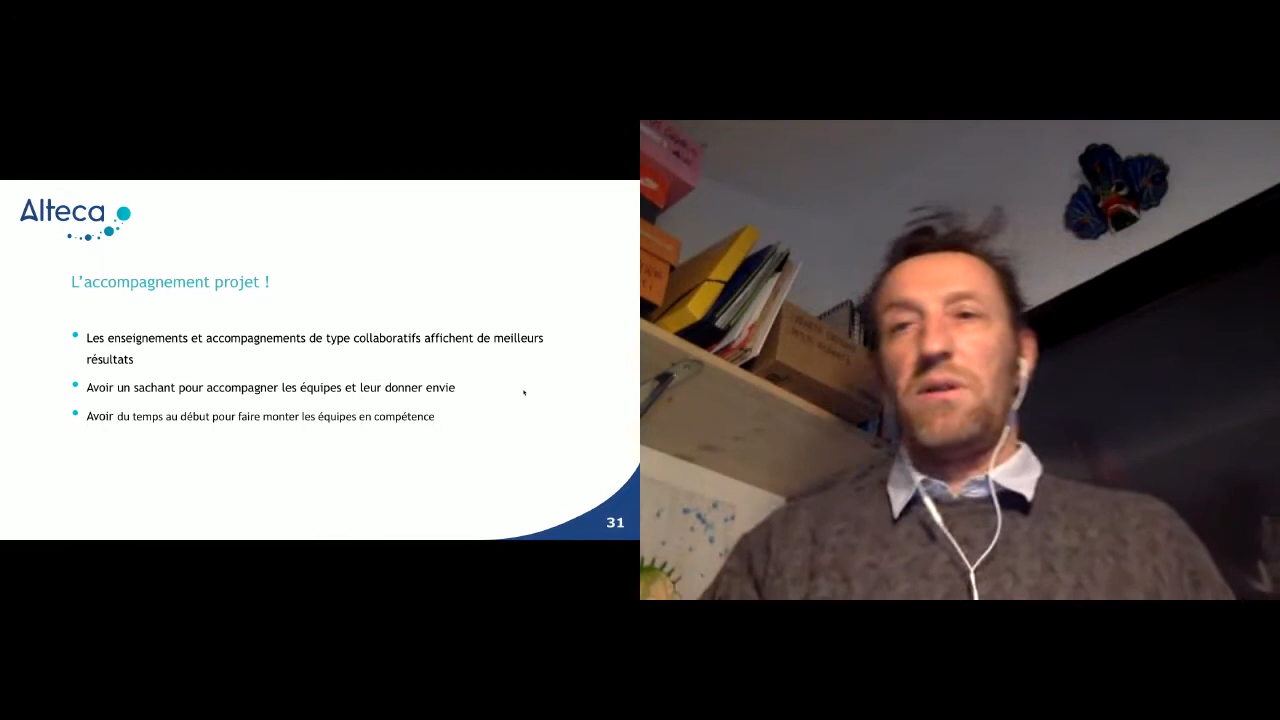 Alteca
L'accompagnement projet !
• Les enseignements et accompagnements de type collaboratifs affichent de meilleurs
résultats
• Avoir un sachant pour accompagner les équipes et leur donner envie
• Avoir du temps au début pour faire monter les équipes en compétence
31